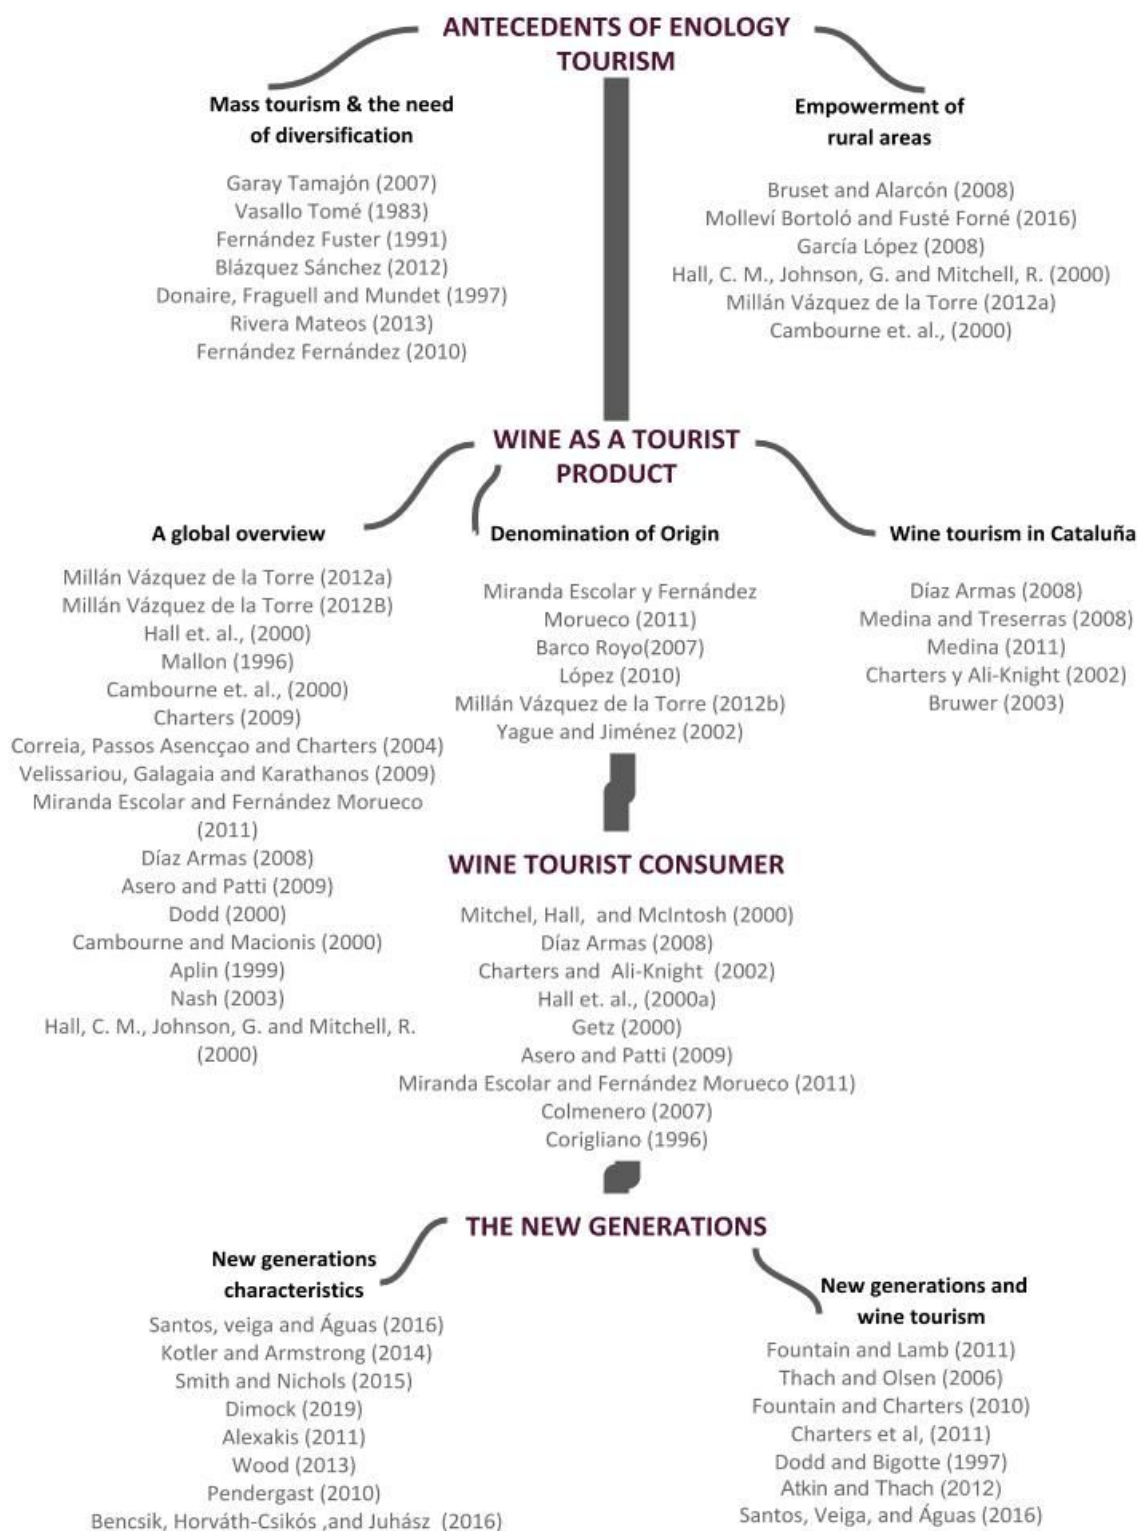 ANTECEDENTS OF ENOLOGY
TOURISM
Mass tourism & the need
of diversification
Garay Tamajón (2007)
Vasallo Tomé (1983)
Fernández Fuster (1991)
Blázquez Sánchez (2012)
Donaire, Fraguell and Mundet (1997)
Rivera Mateos (2013)
Fernández Fernández (2010)
Empowerment of
rural areas
Bruset and Alarcón (2008)
Molleví Bortoló and Fusté Forné (2016)
García López (2008)
Hall, C. M., Johnson, G. and Mitchell, R. (2000)
Millán Vázquez de la Torre (2012a)
Cambourne et. al., (2000)
WINE AS A TOURIST
PRODUCT
A global overview
Millán Vázquez de la Torre (2012a)
Millán Vázquez de la Torre (2012B)
Hall et. al., (2000)
Mallon (1996)
Cambourne et. al., (2000)
Charters (2009)
Correia, Passos Asencçao and Charters (2004)
Velissariou, Galagaia and Karathanos (2009)
Miranda Escolar and Fernández Morueco
(2011)
Díaz Armas (2008)
Asero and Patti (2009)
Dodd (2000)
Cambourne and Macionis (2000)
Aplin (1999)
Nash (2003)
Hall, C. M., Johnson, G. and Mitchell, R.
(2000)
Denomination of Origin
Miranda Escolar y Fernández
Morueco (2011)
Barco Royo(2007)
López (2010)
Millán Vázquez de la Torre (2012b)
Yague and Jiménez (2002)
Wine tourism in Cataluña
Díaz Armas (2008)
Medina and Treserras (2008)
Medina (2011)
Charters y Ali-Knight (2002)
Bruwer (2003)
WINE TOURIST CONSUMER
Mitchel, Hall, and McIntosh (2000)
Díaz Armas (2008)
Charters and Ali-Knight (2002)
Hall et. al., (2000a)
Getz (2000)
Asero and Patti (2009)
Miranda Escolar and Fernández Morueco (2011)
Colmenero (2007)
Corigliano (1996)
THE NEW GENERATIONS
New generations
characteristics
Santos, veiga and Águas (2016)
Kotler and Armstrong (2014)
Smith and Nichols (2015)
Dimock (2019)
Alexakis (2011)
Wood (2013)
Pendergast (2010)
Bencsik, Horváth-Csikós ,and Juhász (2016)
New generations and
wine tourism
Fountain and Lamb (2011)
Thach and Olsen (2006)
Fountain and Charters (2010)
Charters et al, (2011)
Dodd and Bigotte (1997)
Atkin and Thach (2012)
Santos, Veiga, and Águas (2016)